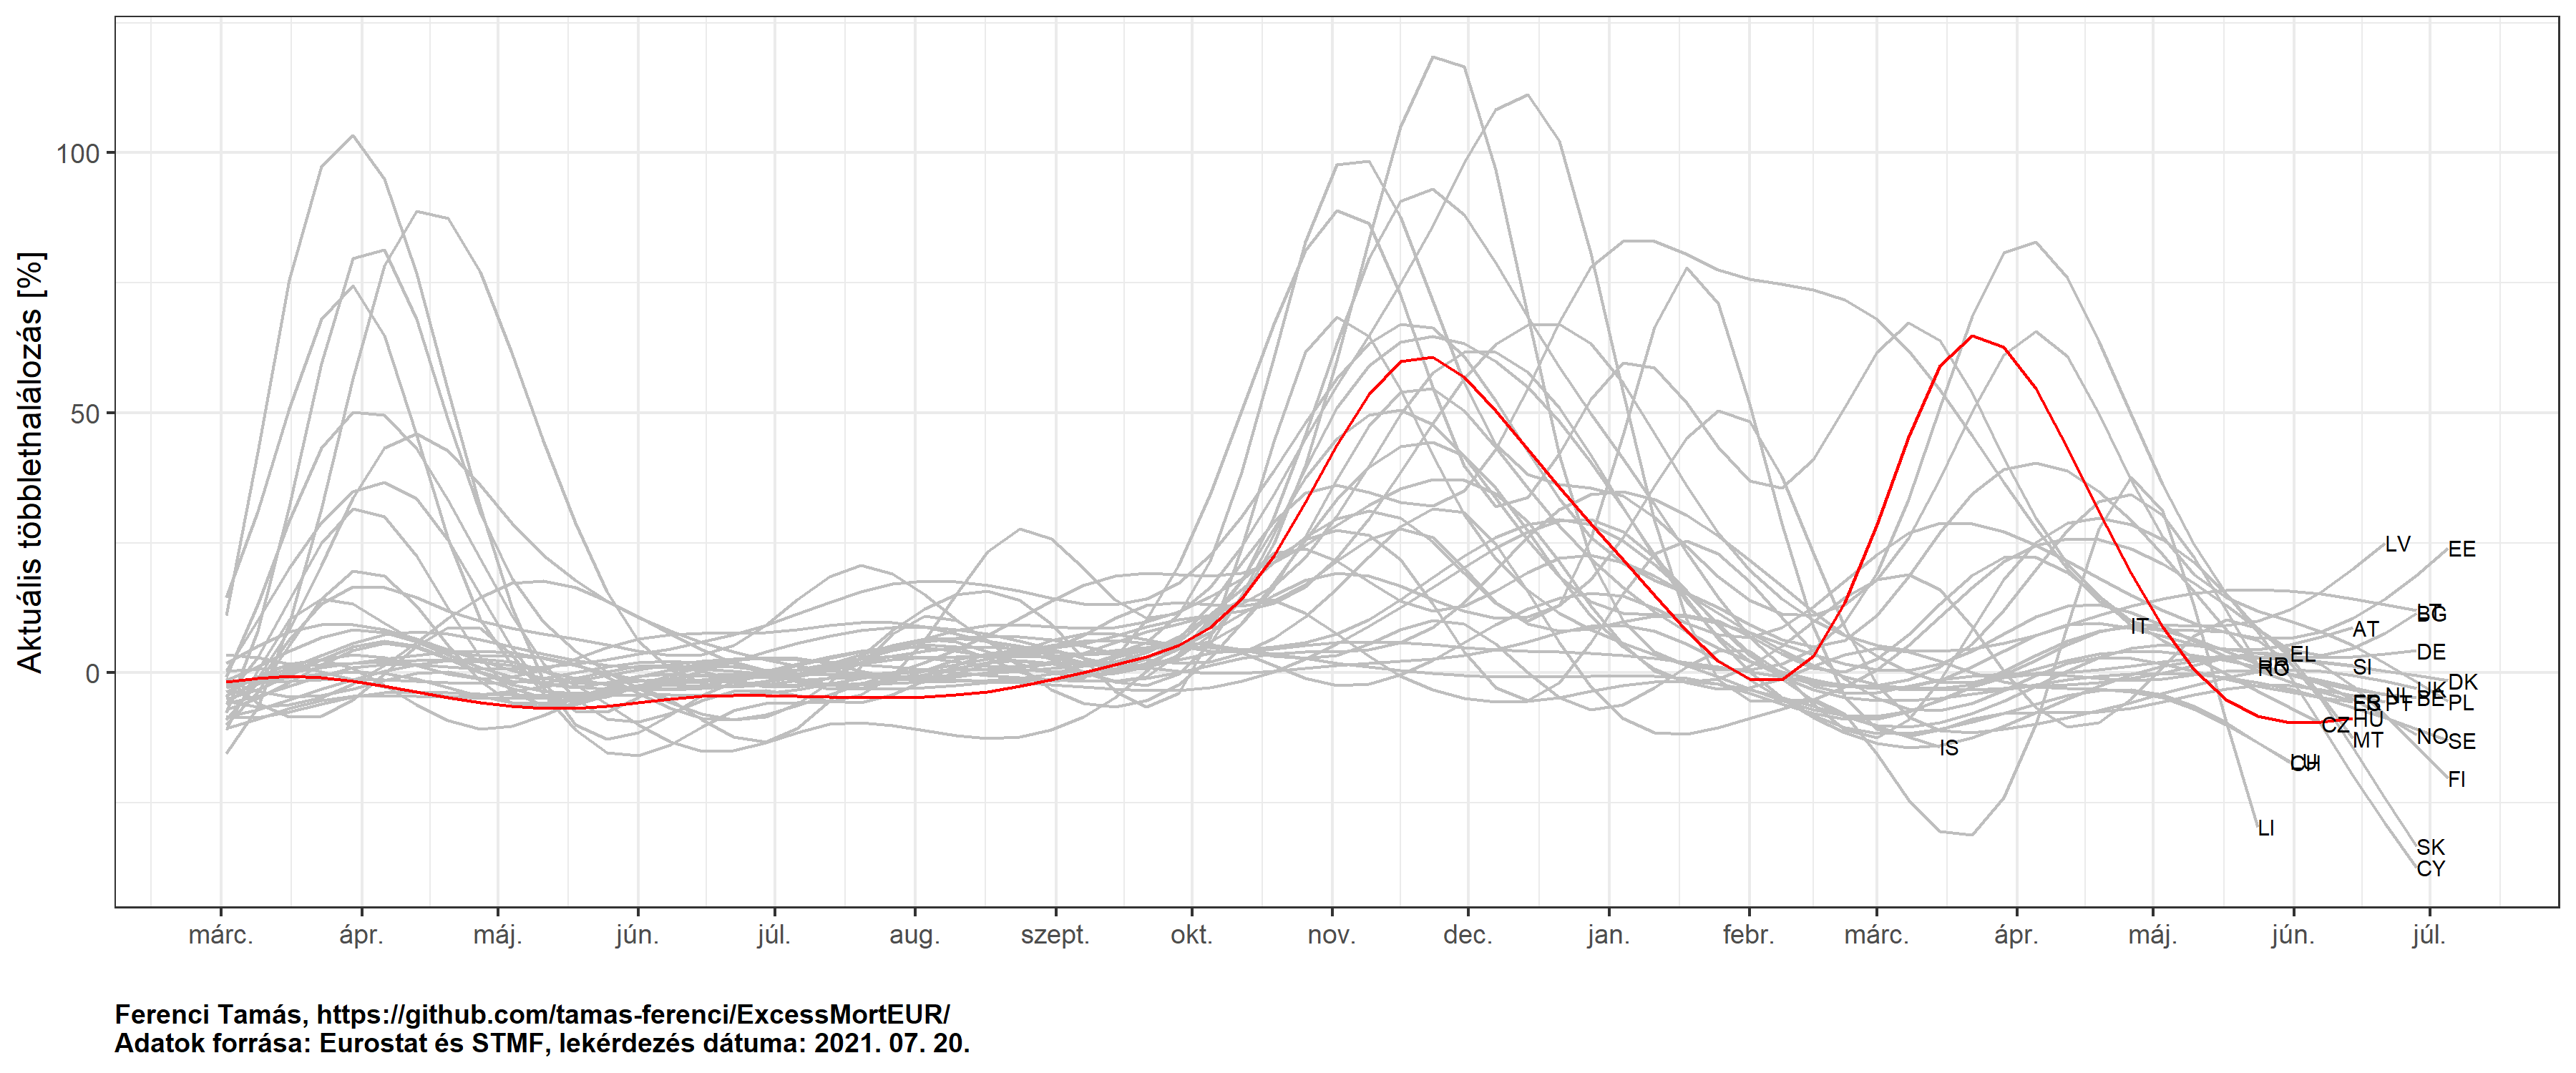 Aktuális többlethalálozás [%]
100
50
0
LV
EE
BG
AT
IT
DE
EL
SI
DK
NL
BE
PT
PL
HU
CZ
MT
NO
SE
IS
CH
FI
LI
SK
CY
márc.
ápr.
máj.
jún.
júl.
aug.
szept.
okt.
nov.
dec.
jan.
febr.
márc.
ápr.
máj.
jún.
júl.
Ferenci Tamás, https://github.com/tamas-ferenci/ExcessMortEUR/
Adatok forrása: Eurostat és STMF, lekérdezés dátuma: 2021. 07. 20.